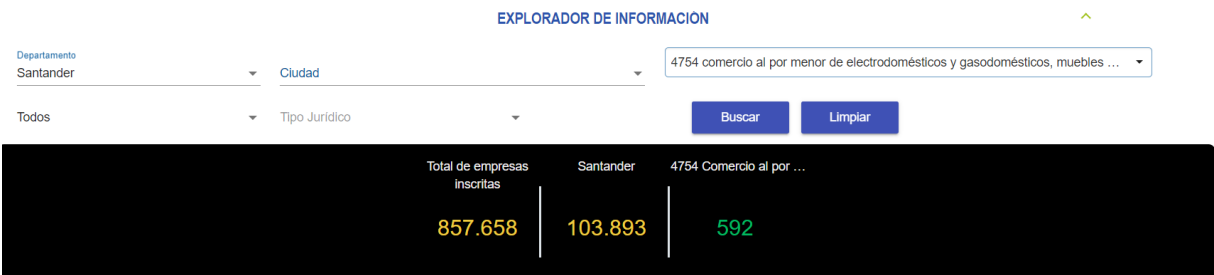 EXPLORADOR DE INFORMACIÓN
Departamento
Santander
Ciudad
4754 comercio al por menor de electrodomésticos y gasodomésticos, muebles ...
Todos
Tipo Jurídico
Buscar
Limpiar
Total de empresas
inscritas
Santander
4754 Comercio al por ...
857.658
103.893
592